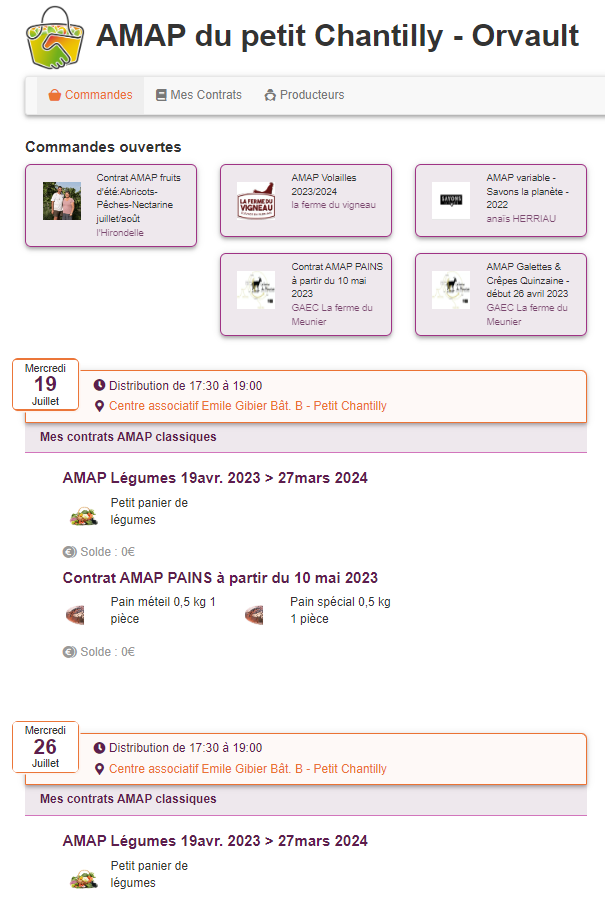 AMAP du petit Chantilly - Orvault
Commandes
Mes Contrats
Producteurs
Commandes ouvertes
Contrat AMAP fruits
d'été:Abricots-
Pêches-Nectarine
juillet/août
l'Hirondelle
LA FERME DU
VIGNEAU
AMAP Volailles
2023/2024
la ferme du vigneau
SAVONS
AMAP variable -
Savons la planète -
2022
anaïs HERRIAU
Contrat AMAP PAINS
à partir du 10 mai
2023
GAEC La ferme du
Meunier
AMAP Galettes &
Crêpes Quinzaine -
début 26 avril 2023
GAEC La ferme du
Meunier
Mercredi
19
Juillet
Distribution de 17:30 à 19:00
Centre associatif Emile Gibier Bât. B - Petit Chantilly
Mes contrats AMAP classiques
AMAP Légumes 19avr. 2023 > 27mars 2024
Petit panier de
légumes
Solde : 0€
Contrat AMAP PAINS à partir du 10 mai 2023
Pain méteil 0,5 kg 1
pièce
Pain spécial 0,5 kg
1 pièce
Solde : 0€
Mercredi
26
Juillet
Distribution de 17:30 à 19:00
Centre associatif Emile Gibier Bât. B - Petit Chantilly
Mes contrats AMAP classiques
AMAP Légumes 19avr. 2023 > 27mars 2024
Petit panier de
légumes